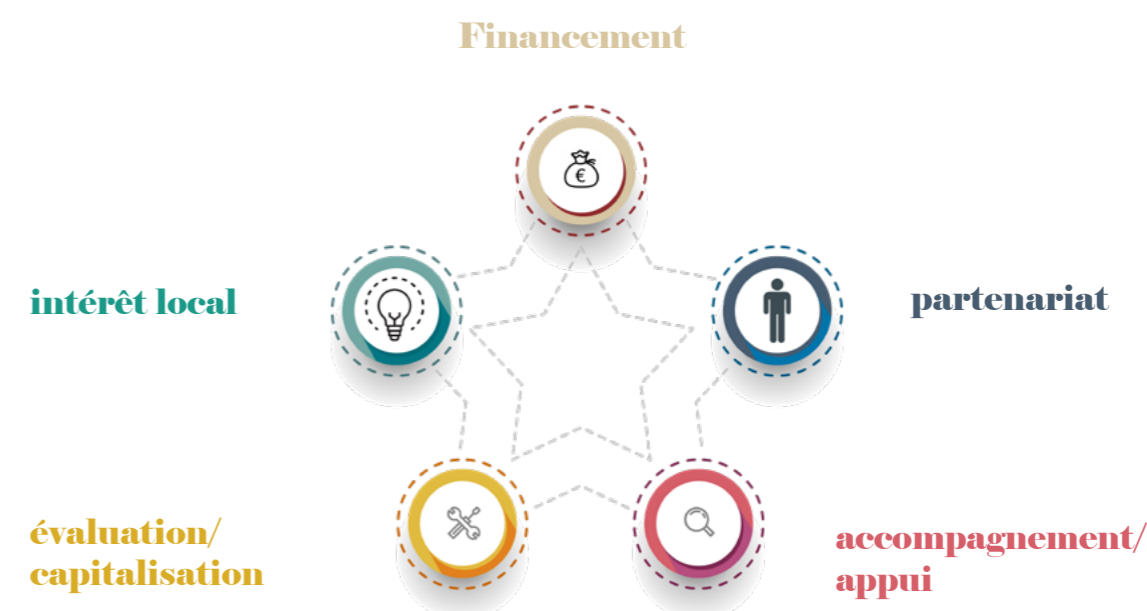 Financement
€
intérêt local
partenariat
évaluation/
capitalisation
accompagnement/
appui